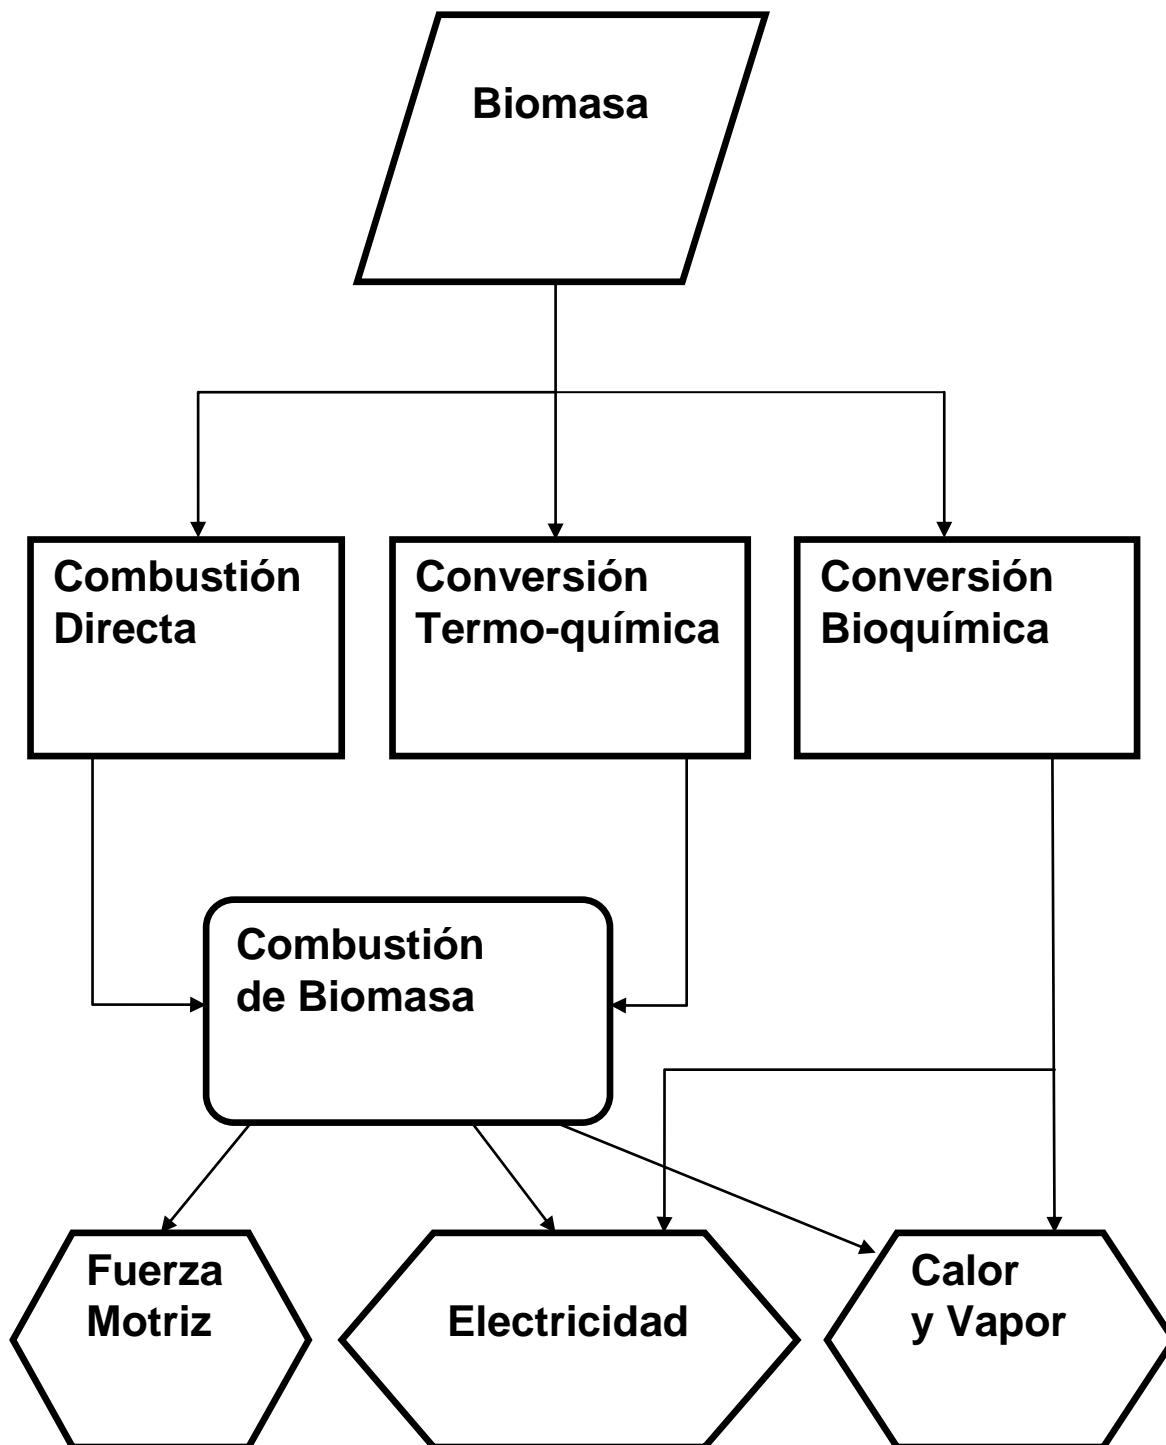 Biomasa
Combustión
Directa
Conversión
Termo-química
Conversión
Bioquímica
Combustión
de Biomasa
Fuerza
Motriz
Electricidad
Calor
y Vapor